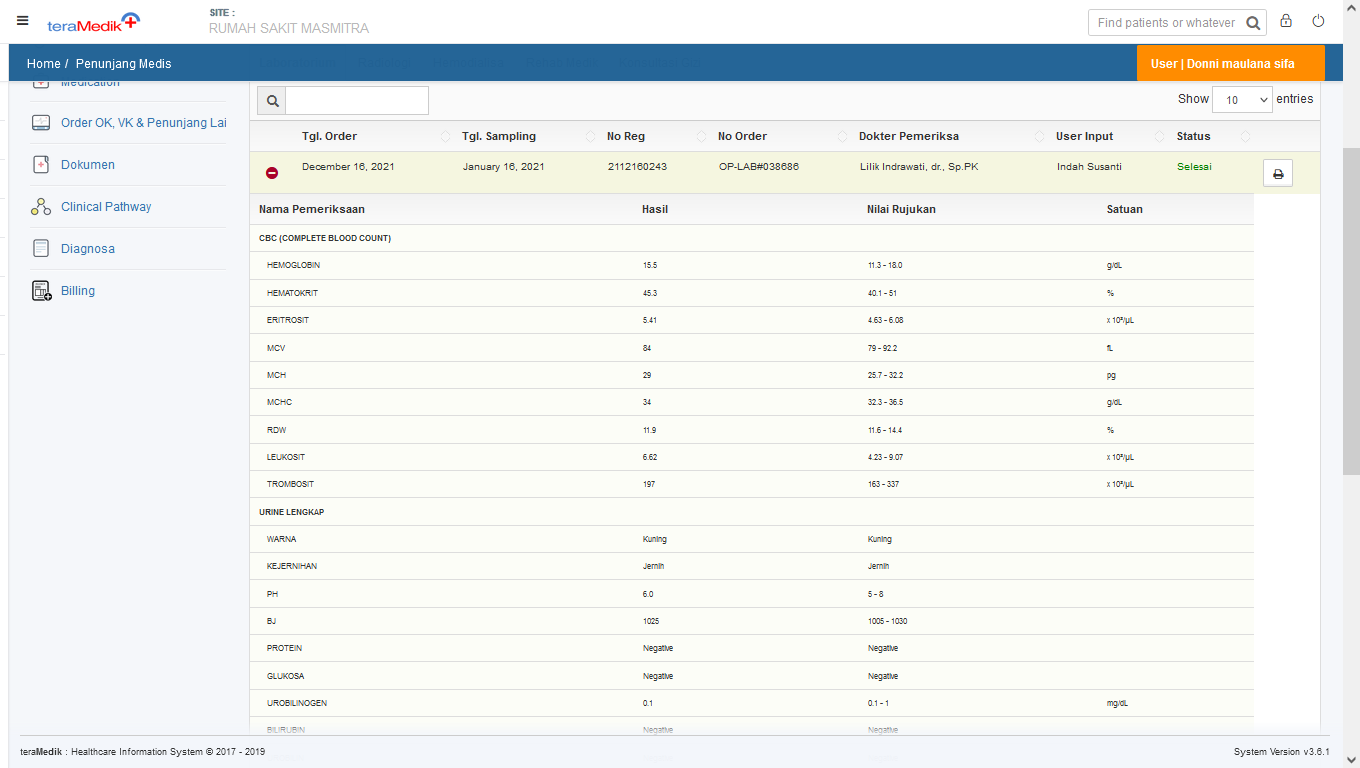 SITE :
teraMedik
RUMAH SAKIT MASMITRA
Find patients or whatever
Home / Penunjang Medis
User | Donni maulana sifa
Medication
Order OK, VK & Penunjang Lai
Dokumen
Clinical Pathway
Diagnosa
Billing
Show 10 entries
Tgl. Order Tgl. Sampling No Reg No Order Dokter Pemeriksa User Input Status
December 16, 2021 January 16, 2021 2112160243 OP-LAB#038686 Lilik Indrawati, dr., Sp.PK Indah Susanti Selesai
Nama Pemeriksaan Hasil Nilai Rujukan Satuan
CBC (COMPLETE BLOOD COUNT)
HEMOGLOBIN 15.5 11.3 - 18.0 g/dL
HEMATOKRIT 45.3 40.1 - 51 %
ERITROSIT 5.41 4.63 - 6.08
MCV 84 79 - 92.2 fL
MCH 29 25.7 - 32.2 pg
MCHC 34 32.3 - 36.5 g/dL
RDW 11.9 11.6 - 14.4 %
LEUKOSIT 6.62 4.23 - 9.07
TROMBOSIT 197 163 - 337
URINE LENGKAP
WARNA Kuning Kuning
KEJERNIHAN Jernih Jernih
PH 6.0 5 - 8
BJ 1025 1005 - 1030
PROTEIN Negative Negative
GLUKOSA Negative Negative
UROBILINOGEN 0.1 0.1 - 1 mg/dL
BILIRUBIN Negative Negative
teraMedik : Healthcare Information System © 2017 - 2019
System Version v3.6.1